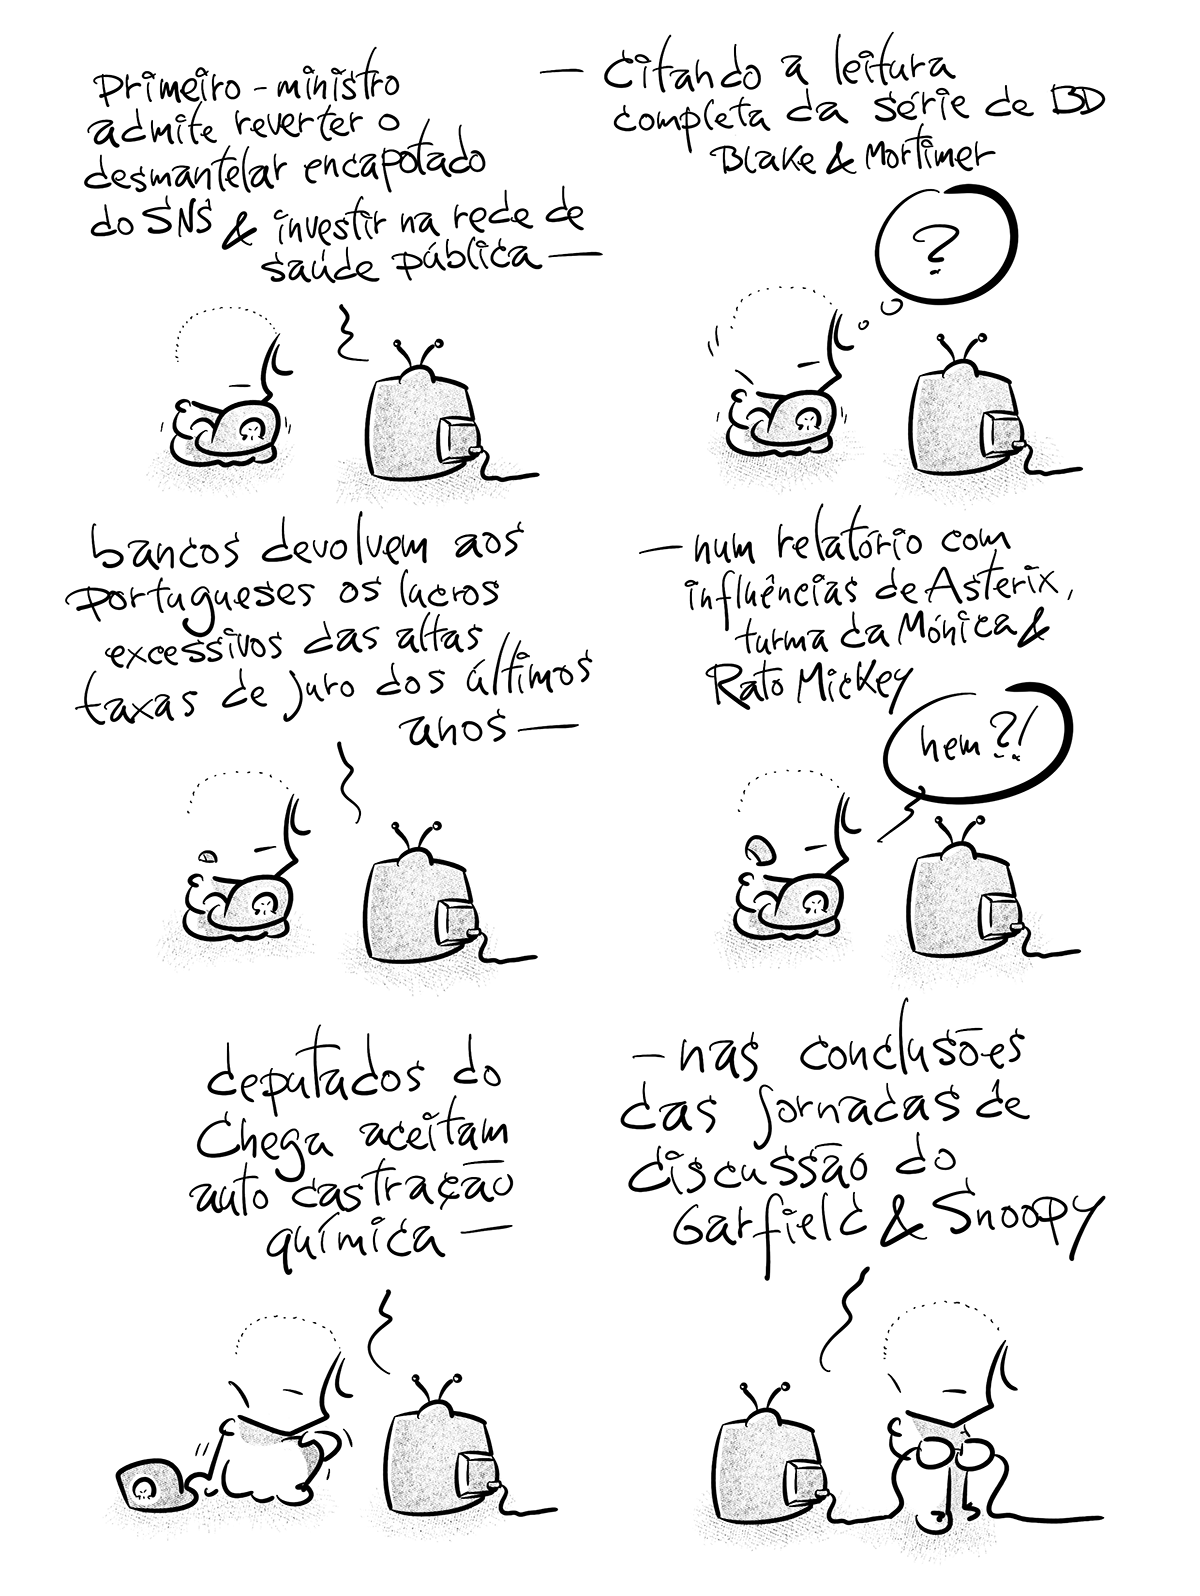 Primeiro-ministro
admite reverter o
desmantelar encapotado
do SNS & investir na rede de
saúde pública —
— citando a leitura
completa da série de BD
Blake & Mortimer
?
bancos devolvem aos
portugueses os lucros
excessivos das altas
taxas de juro dos últimos
anos —
— num relatório com
influências de Asterix,
turma da Mónica &
Rato Mickey
hem?!
deputados do
Chega aceitam
auto castração
química —
— nas conclusões
das jornadas de
discussão do
Garfield & Snoopy